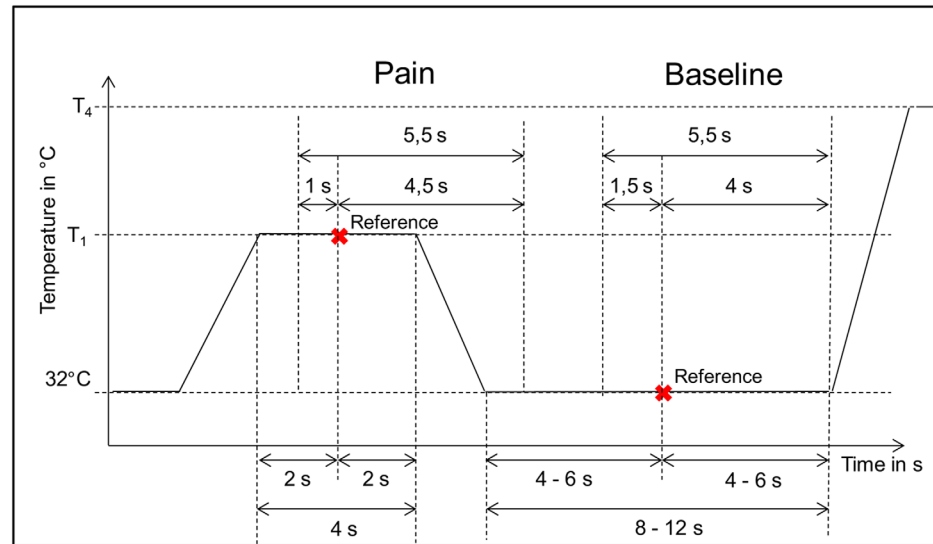 Pain Baseline
T4
5,5 s 5,5 s
1 s 4,5 s 1,5 s 4 s
Reference
T1
Temperature in °C
Reference
32°C
Time in s
2 s 2 s 4 - 6 s 4 - 6 s
4 s 8 - 12 s